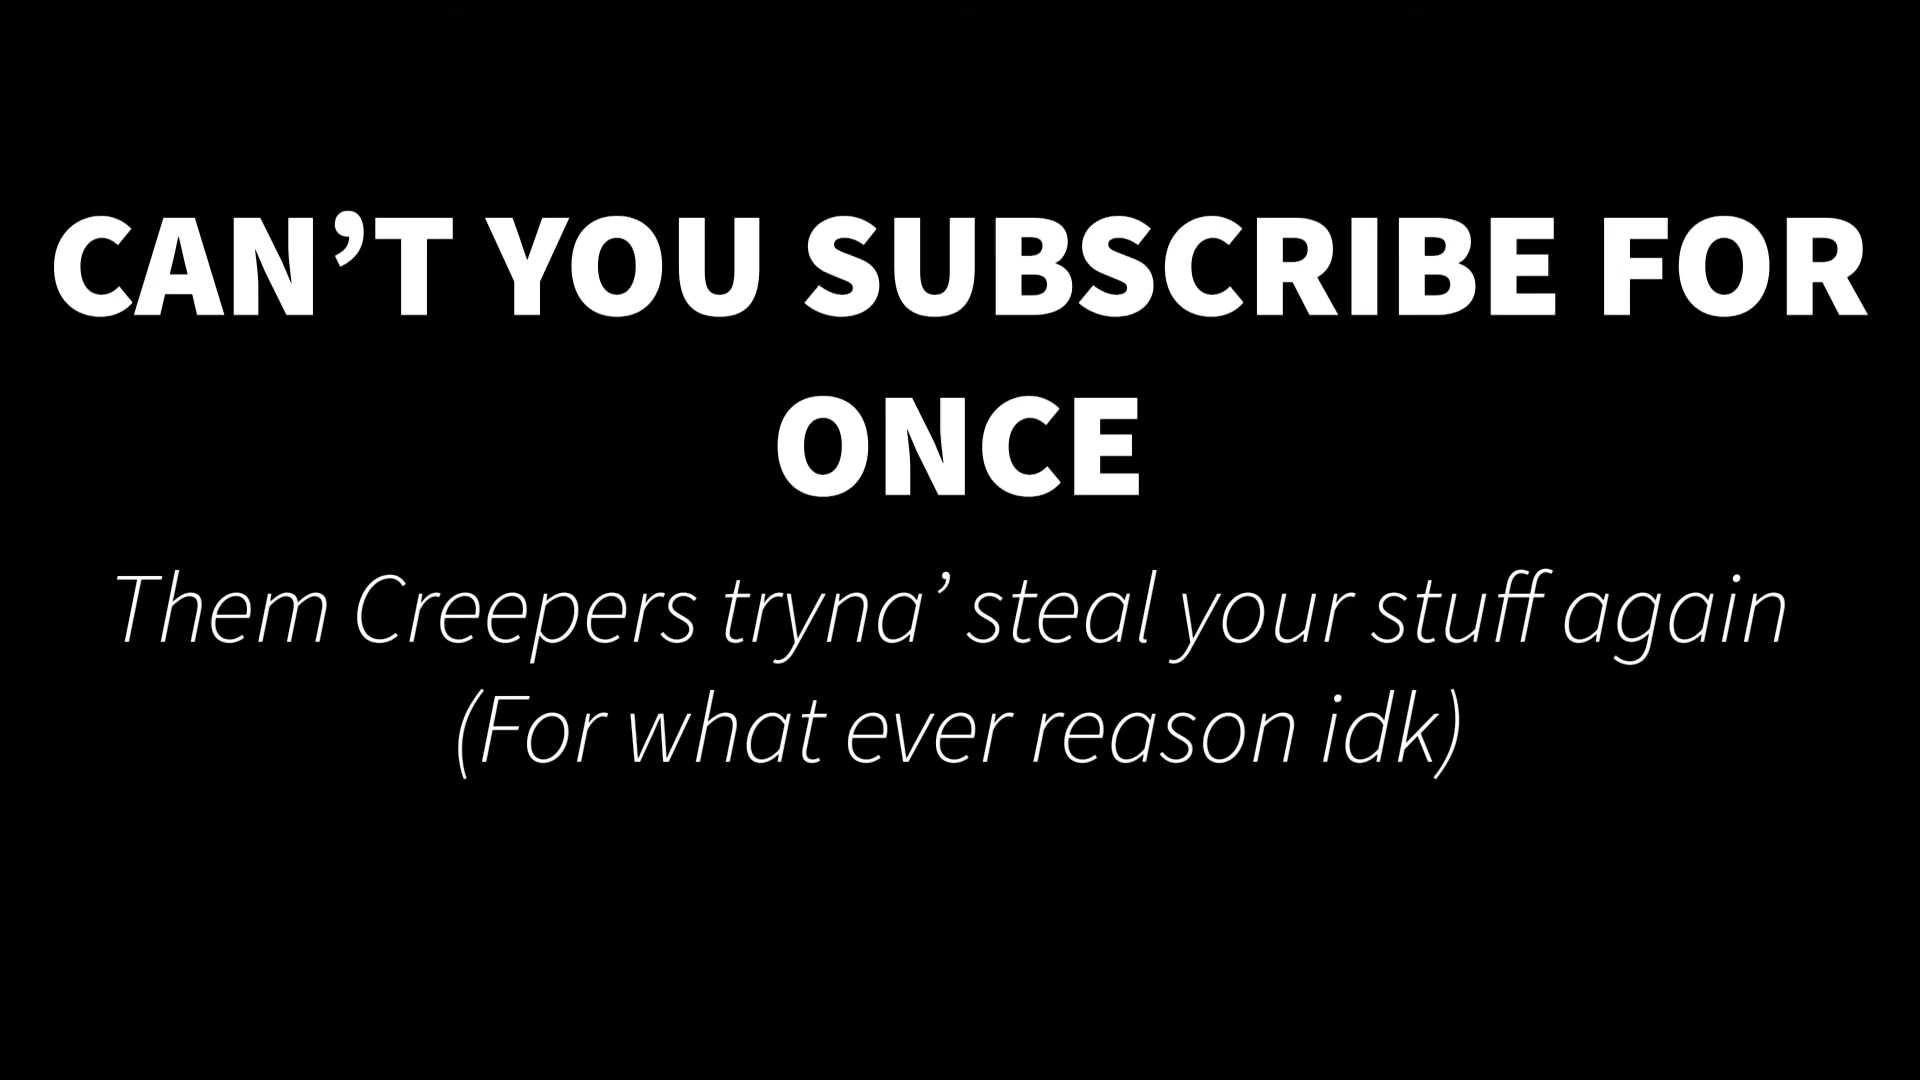 CAN’T YOU SUBSCRIBE FOR
ONCE
Them Creepers tryna’ steal your stuff again
(For what ever reason idk)